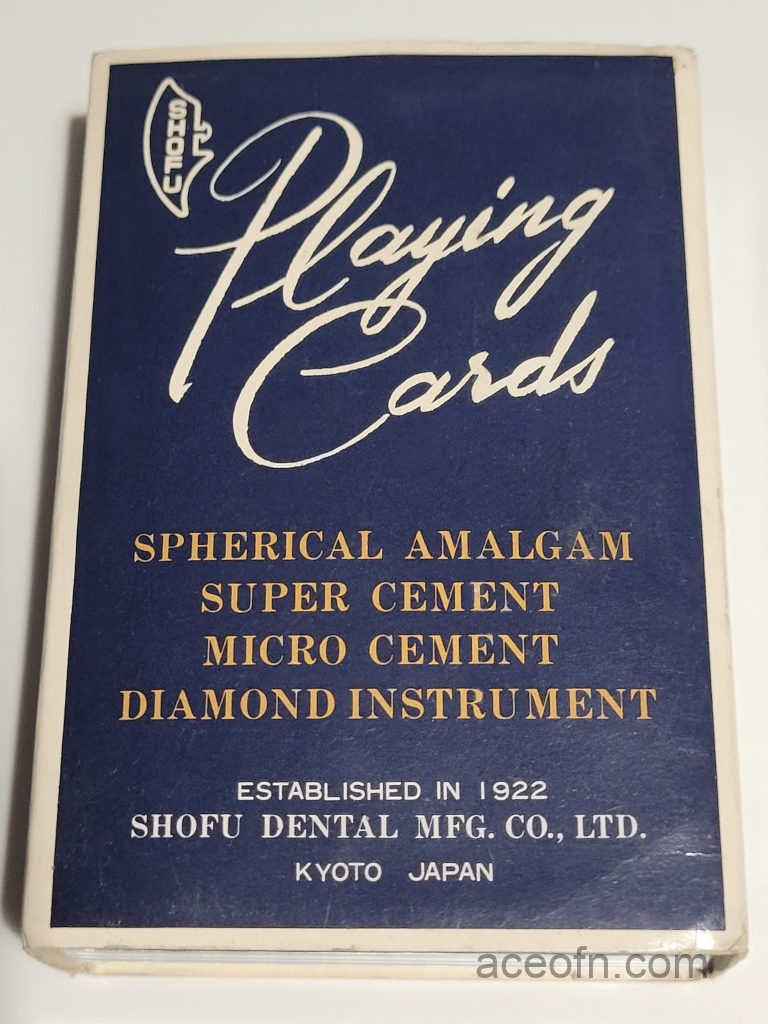 SHOFU
Playing
Cards
SPHERICAL AMALGAM
SUPER CEMENT
MICRO CEMENT
DIAMOND INSTRUMENT
ESTABLISHED IN 1922
SHOFU DENTAL MFG. CO., LTD.
KYOTO JAPAN
aceofn.com